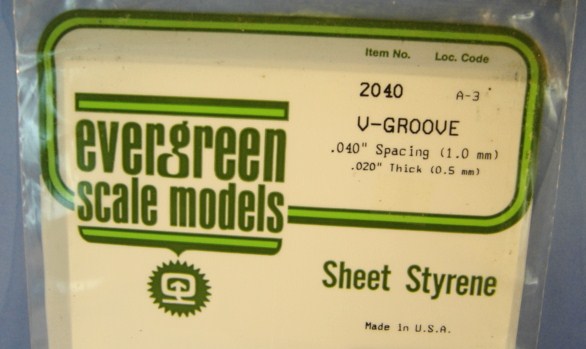 Item No. Loc. Code
2040 A-3
V-GROOVE
.040" Spacing (1.0 mm)
.020" Thick (0.5 mm)
evergreen
scale models
Sheet Styrene
Made in U.S.A.